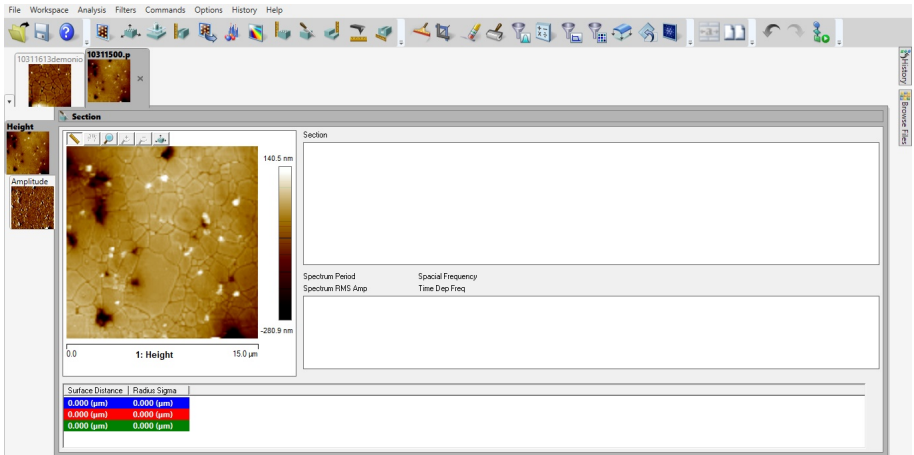 File Workspace Analysis Filters Commands Options History Help
10311613demonio
10311500.p
History
Browse Files
Section
Height
Amplitude
140.5 nm
-280.9 nm
0.0 1: Height 15.0 µm
Section
Spectrum Period Spacial Frequency
Spectrum RMS Amp Time Dep Freq
Surface Distance Radius Sigma
0.000 (µm) 0.000 (µm)
0.000 (µm) 0.000 (µm)
0.000 (µm) 0.000 (µm)